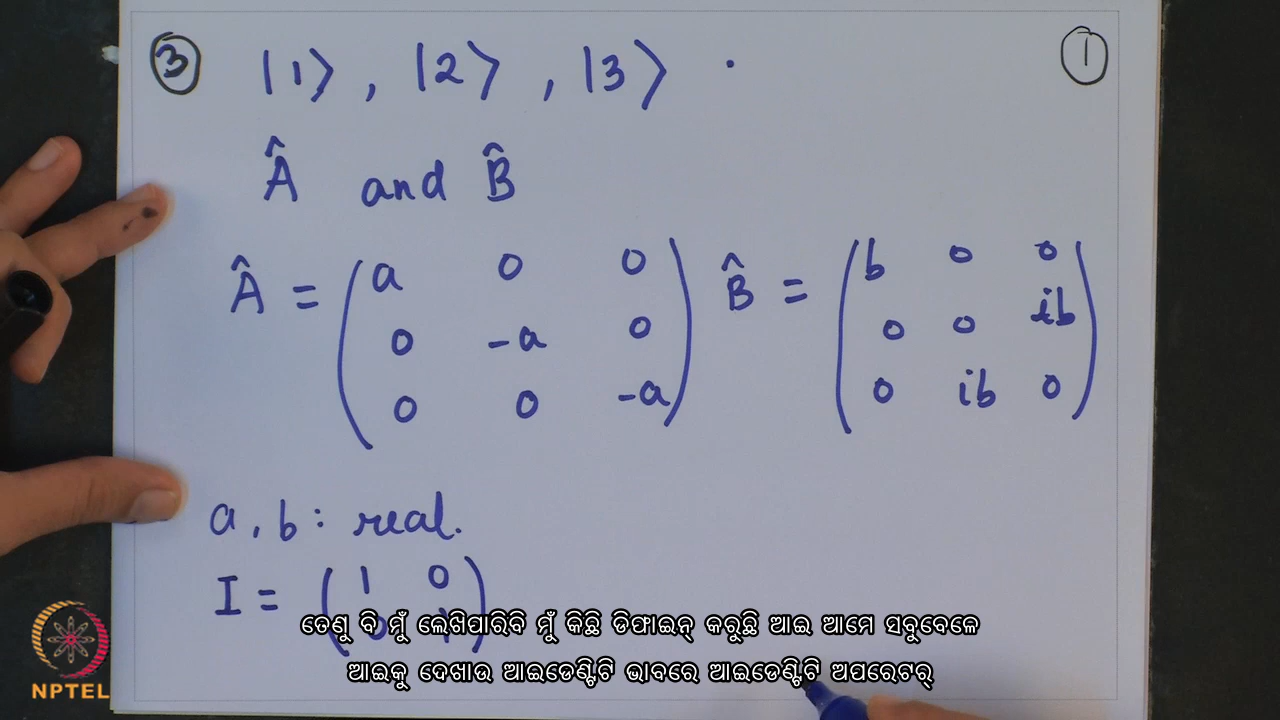 3 |1⟩ , |2⟩ , |3⟩ . 1
Â and B̂
Â = ( a 0 0 B̂ = ( b 0 0
0 -a 0 0 0 ib
0 0 -a ) 0 ib 0 )
a, b : real.
I = ( 1 0
0 )
ତେଣୁ ବି ମୁଁ ଲେଖିପାରିବି ମୁଁ କିଛି ଡିଫାଇନ୍ କରୁଛି ଆଇ ଆମେ ସବୁବେଳେ
ଆଇକୁ ଦେଖାଉ ଆଇଡେଣ୍ଟିଟି ଭାବରେ ଆଇଡେଣ୍ଟିଟି ଅପରେଟର୍
NPTEL